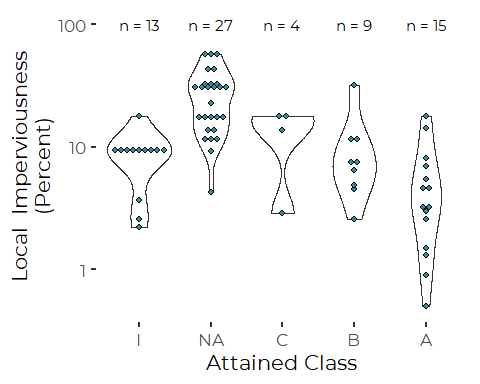 n = 13 n = 27 n = 4 n = 9 n = 15
100
10
1
Local Imperviousness
(Percent)
I NA C B A
Attained Class